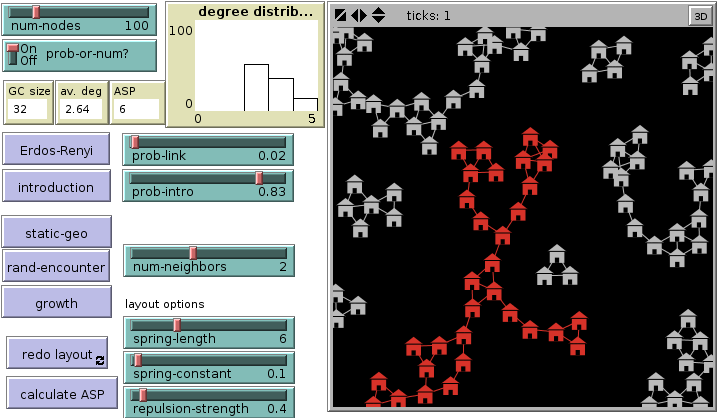 num-nodes 100
On
Off
prob-or-num?
GC size
32
av. deg
2.64
ASP
6
degree distrib...
100
0
0 5
Erdos-Renyi
prob-link 0.02
introduction
prob-intro 0.83
static-geo
rand-encounter
num-neighbors 2
growth
layout options
spring-length 6
redo layout
spring-constant 0.1
calculate ASP
repulsion-strength 0.4
ticks: 1
3D